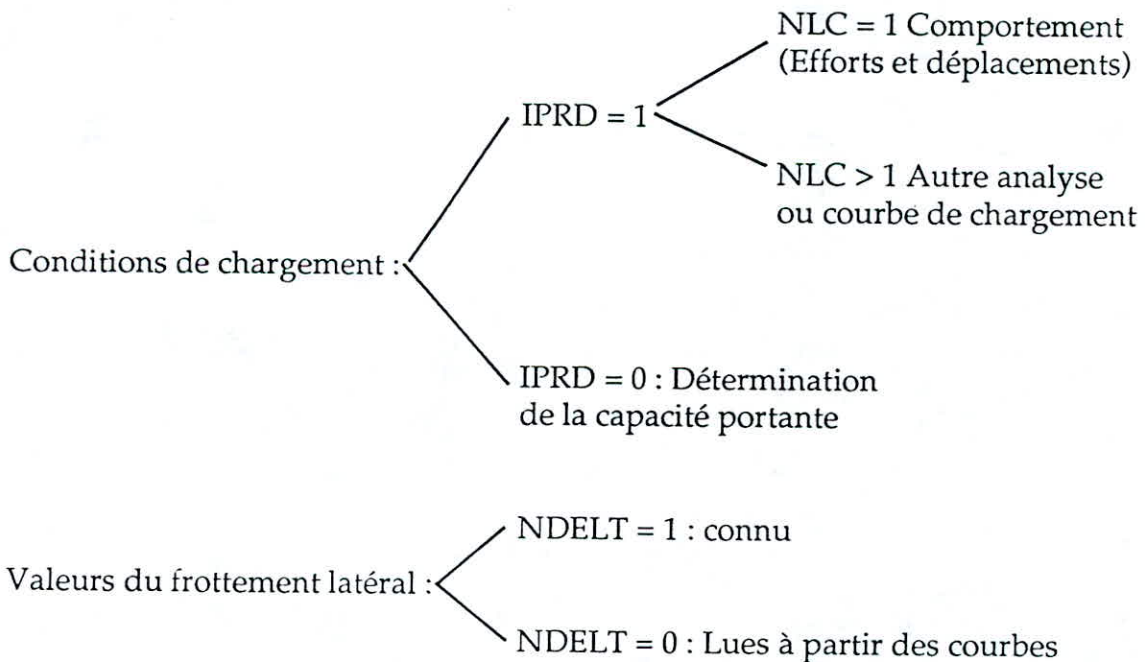 NLC = 1 Comportement
(Efforts et déplacements)
IPRD = 1
NLC > 1 Autre analyse
ou courbe de chargement
Conditions de chargement :
IPRD = 0 : Détermination
de la capacité portante
NDELT = 1 : connu
Valeurs du frottement latéral :
NDELT = 0 : Lues à partir des courbes